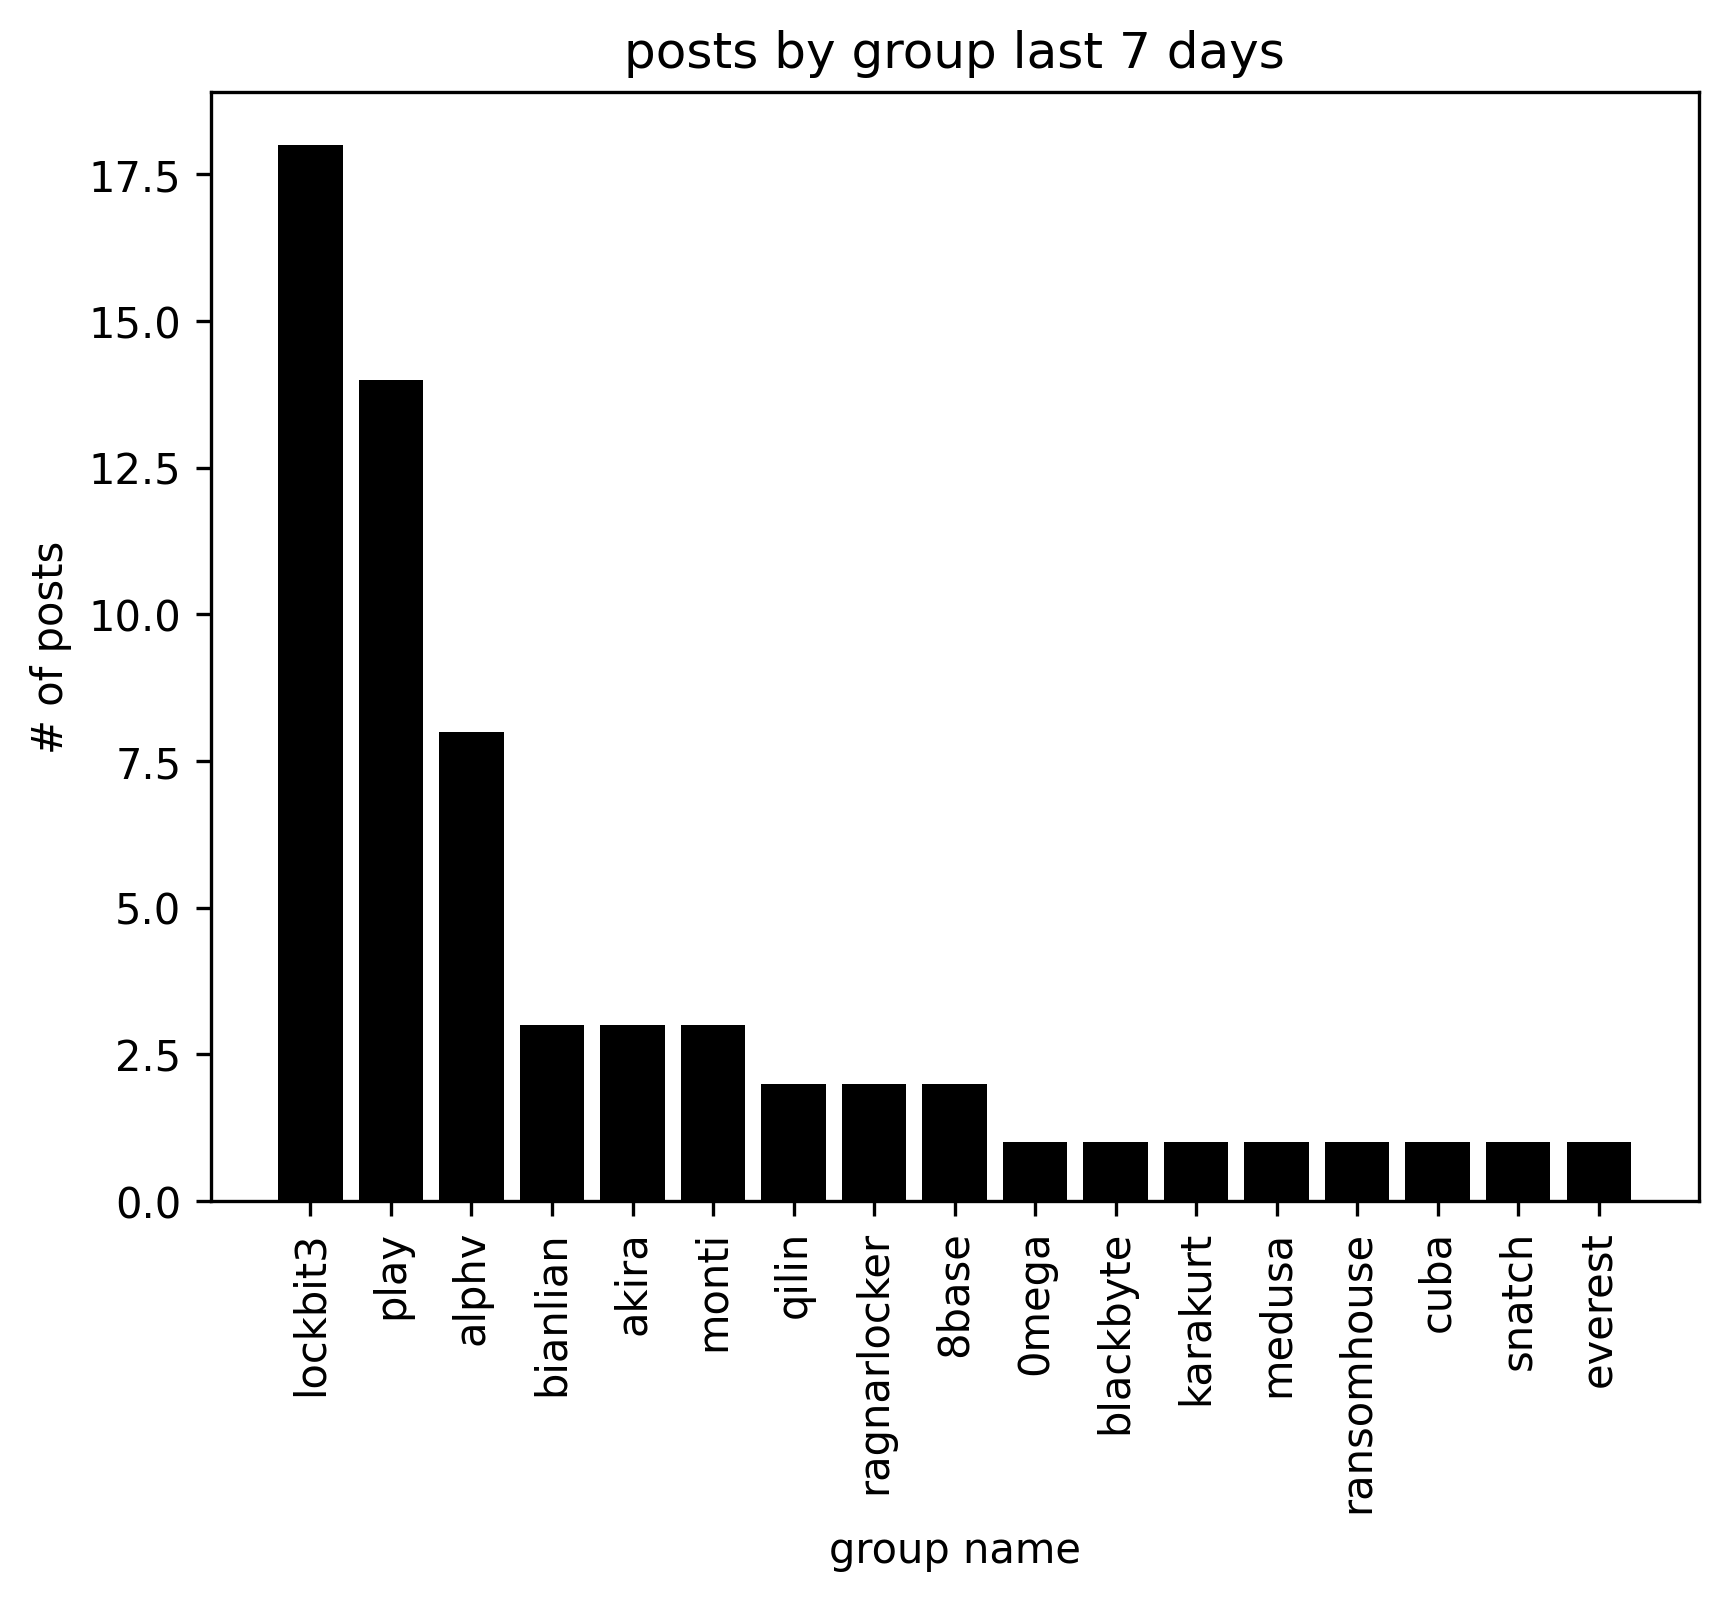 posts by group last 7 days
# of posts
17.5
15.0
12.5
10.0
7.5
5.0
2.5
0.0
lockbit3
play
alphv
bianlian
akira
monti
qilin
ragnarlocker
8base
0mega
blackbyte
karakurt
medusa
ransomhouse
cuba
snatch
everest
group name